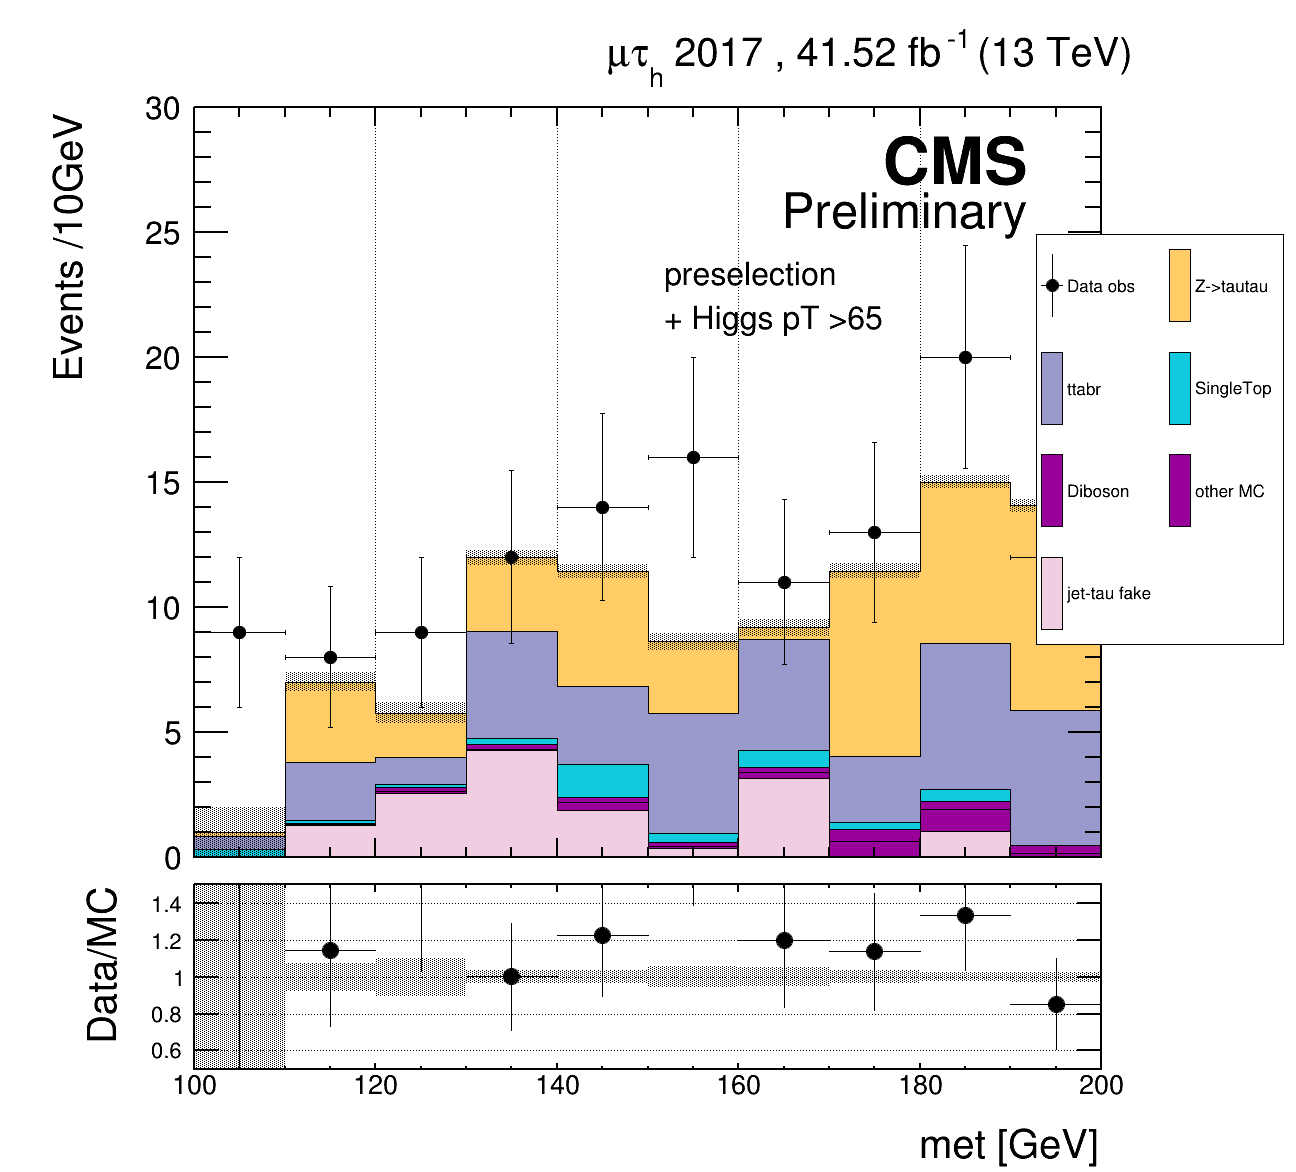 μτh 2017 , 41.52 fb-1 (13 TeV)
Events /10GeV
30
25
20
15
10
5
0
CMS
Preliminary
preselection
+ Higgs pT >65
Data obs
Z->tautau
ttabr
SingleTop
Diboson
other MC
jet-tau fake
Data/MC
1.4
1.2
1
0.8
0.6
100 120 140 160 180 200
met [GeV]